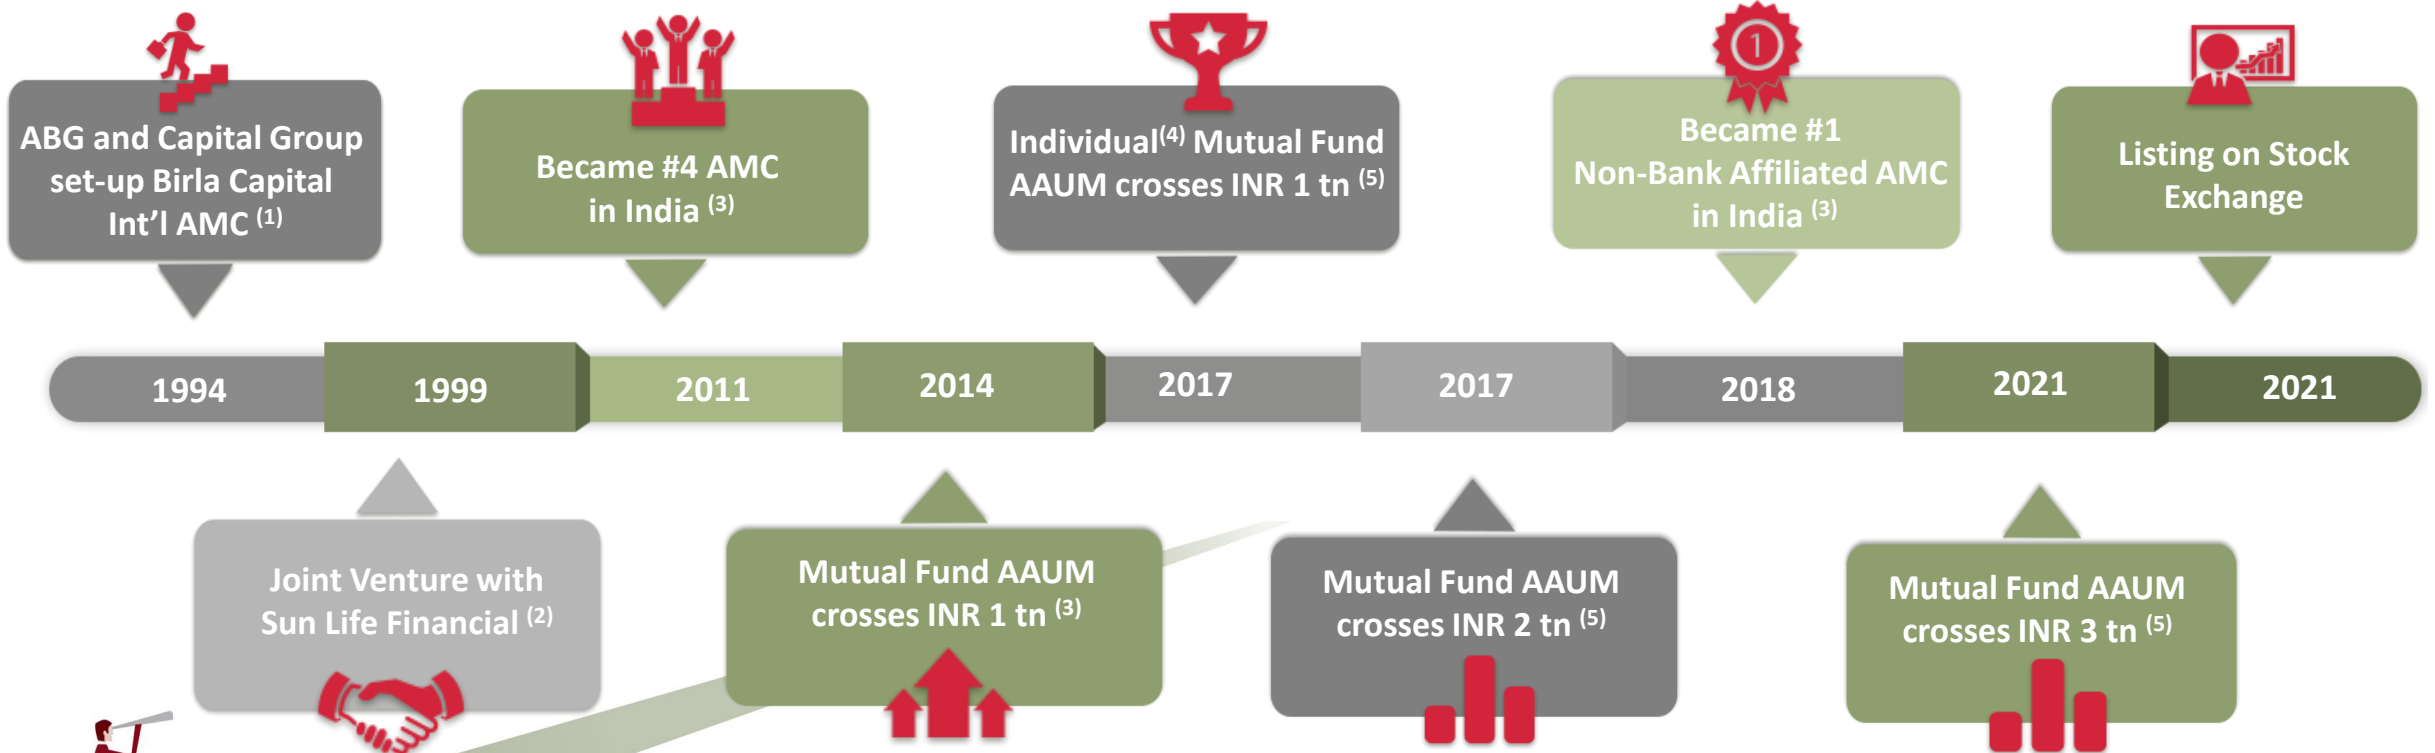 1
ABG and Capital Group
set-up Birla Capital
Int'l AMC (1)
Became #4 AMC
in India (3)
Individual(4) Mutual Fund
AAUM crosses INR 1 tn (5)
Became #1
Non-Bank Affiliated AMC
in India (3)
Listing on Stock
Exchange
1994
1999
2011
2014
2017
2017
2018
2021
2021
Joint Venture with
Sun Life Financial (2)
Mutual Fund AAUM
crosses INR 1 tn (3)
Mutual Fund AAUM
crosses INR 2 tn (5)
Mutual Fund AAUM
crosses INR 3 tn (5)